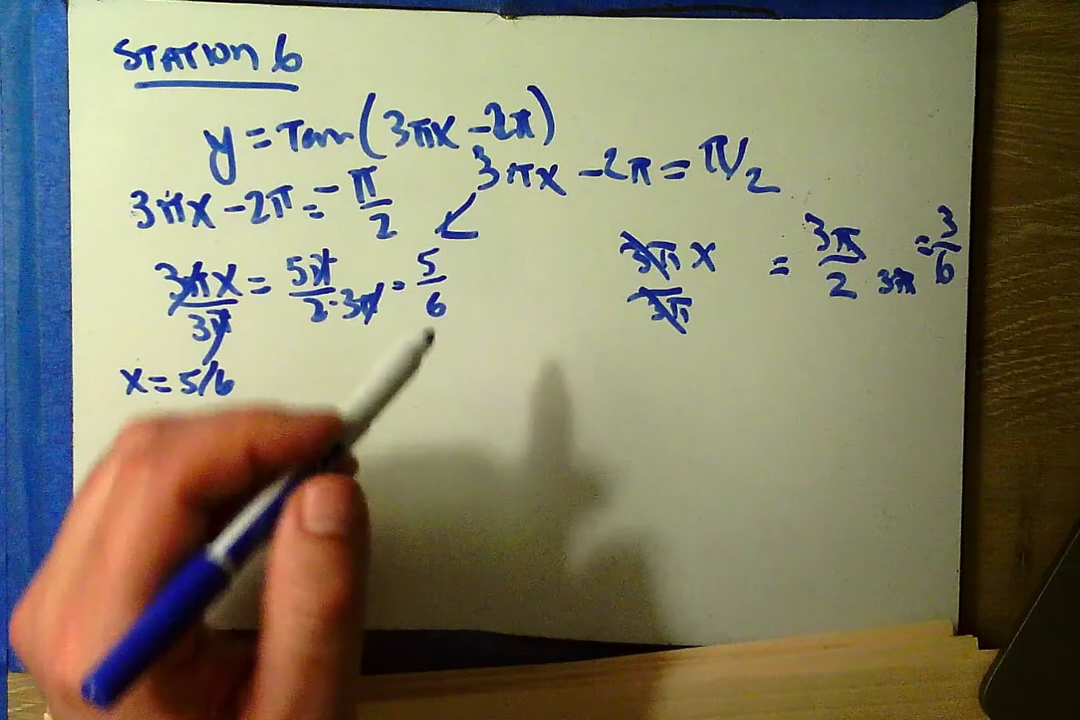 STATION 6
y = Tan(3πx - 2π)
3πx - 2π = π/2
3πx - 2π = π/2
3πx/3π = 5π/2·3π = 5/6
3πx/3π = 3π/2 3π = 3/6
x = 5/6